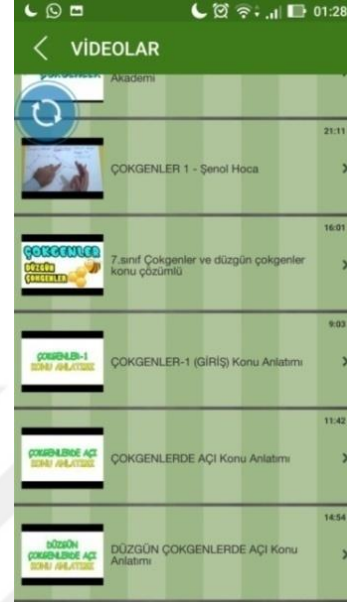 01:28
VİDEOLAR
Akademi
21:11
ÇOKGENLER 1 - Şenol Hoca
16:01
ÇOKGENLER
DÜZGÜN
ÇOKGENLER
7.sınıf Çokgenler ve düzgün çokgenler
konu çözümlü
9:03
ÇOKGENLER-1
KONU ANLATIMI
ÇOKGENLER-1 (GİRİŞ) Konu Anlatımı
11:42
ÇOKGENLERDE AÇI
KONU ANLATIMI
ÇOKGENLERDE AÇI Konu Anlatımı
14:54
DÜZGÜN
ÇOKGENLERDE AÇI
KONU ANLATIMI
DÜZGÜN ÇOKGENLERDE AÇI Konu
Anlatımı